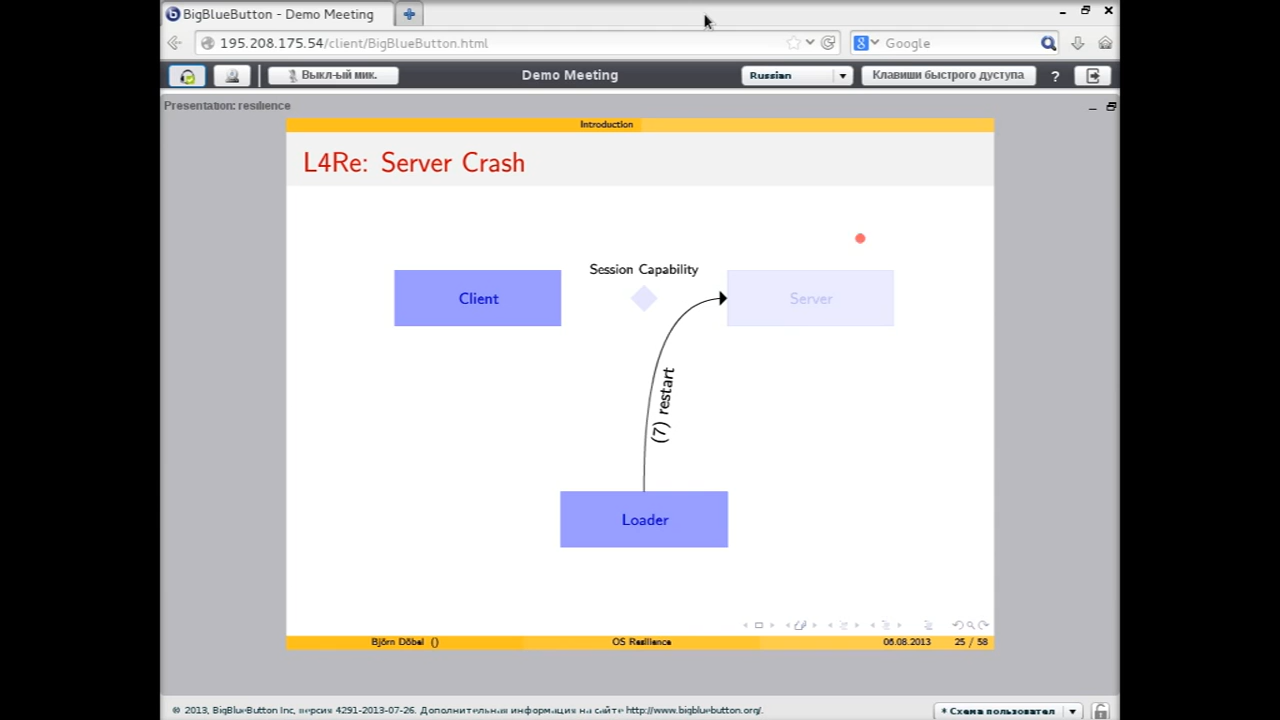 BigBlueButton - Demo Meeting
195.208.175.54/client/BigBlueButton.html
Google
Выкл-ый мик.
Demo Meeting
Russian
Клавиши быстрого доступа
?
Presentation: resilience
Introduction
L4Re: Server Crash
Session Capability
Client
Server
(7) restart
Loader
Björn Döbel ()
OS Resilience
06.08.2013
25 / 58
© 2013, BigBlueButton Inc, версия 4291-2013-07-26. Дополнительная информация на сайте http://www.bigbluebutton.org/.
* Схема пользовател